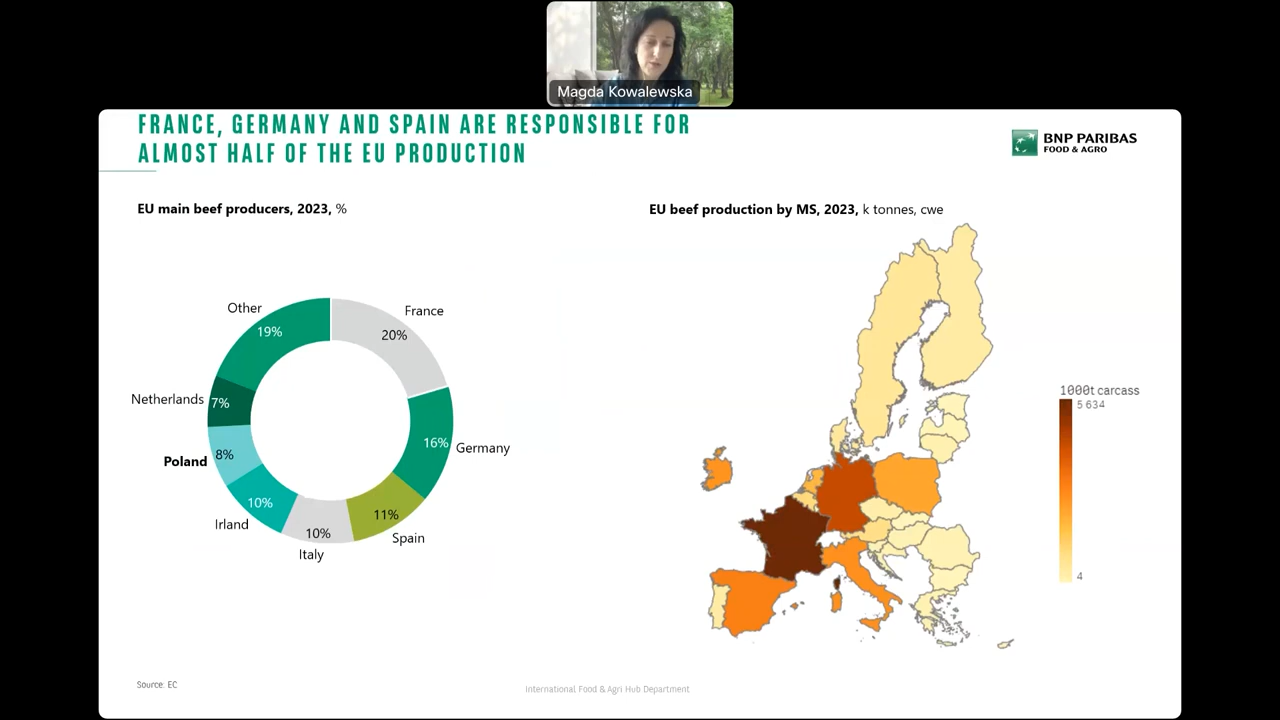 Magda Kowalewska
FRANCE, GERMANY AND SPAIN ARE RESPONSIBLE FOR
ALMOST HALF OF THE EU PRODUCTION
BNP PARIBAS
FOOD & AGRO
EU main beef producers, 2023, %
EU beef production by MS, 2023, k tonnes, cwe
Other
19%
France
20%
Netherlands
7%
Poland
8%
16%
Germany
10%
Irland
10%
Italy
11%
Spain
1000t carcass
5 634
4
Source: EC
International Food & Agri Hub Department